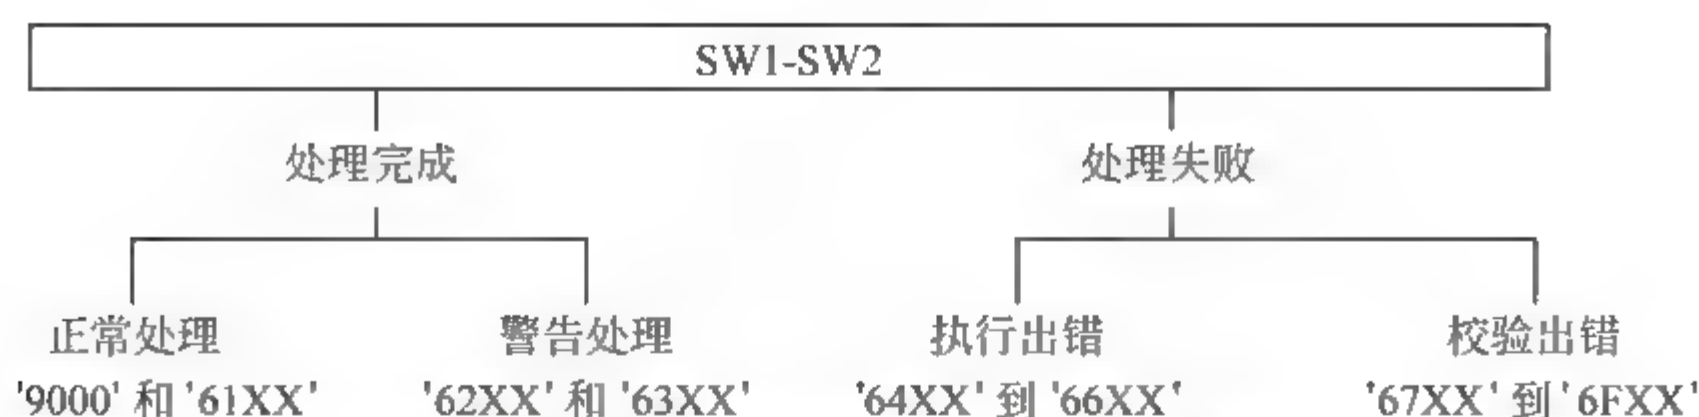 SW1-SW2
处理完成 处理失败
正常处理 警告处理 执行出错 校验出错
'9000' 和 '61XX' '62XX' 和 '63XX' '64XX' 到 '66XX' '67XX' 到 '6FXX'